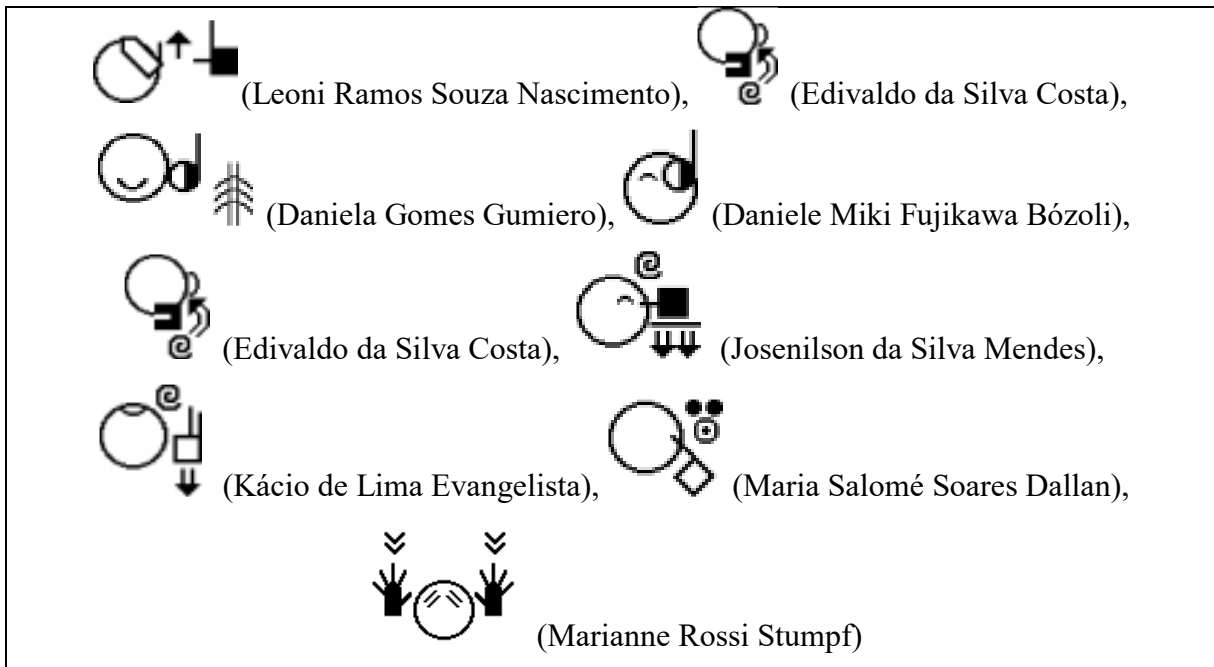 (Leoni Ramos Souza Nascimento), (Edivaldo da Silva Costa),
(Daniela Gomes Gumiero), (Daniele Miki Fujikawa Bózoli),
(Edivaldo da Silva Costa), (Josenilson da Silva Mendes),
(Kácio de Lima Evangelista), (Maria Salomé Soares Dallan),
(Marianne Rossi Stumpf)